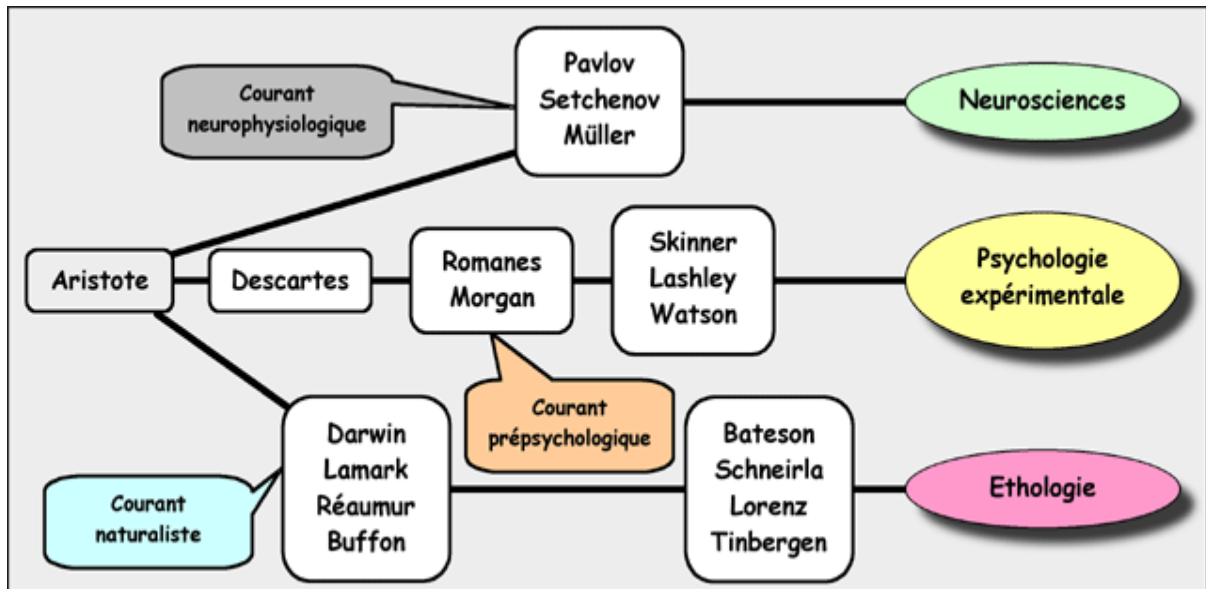 Courant
neurophysiologique
Pavlov
Setchenov
Müller
Neurosciences
Aristote
Descartes
Romanes
Morgan
Skinner
Lashley
Watson
Psychologie
expérimentale
Courant
prépsychologique
Courant
naturaliste
Darwin
Lamark
Réaumur
Buffon
Bateson
Schneirla
Lorenz
Tinbergen
Ethologie